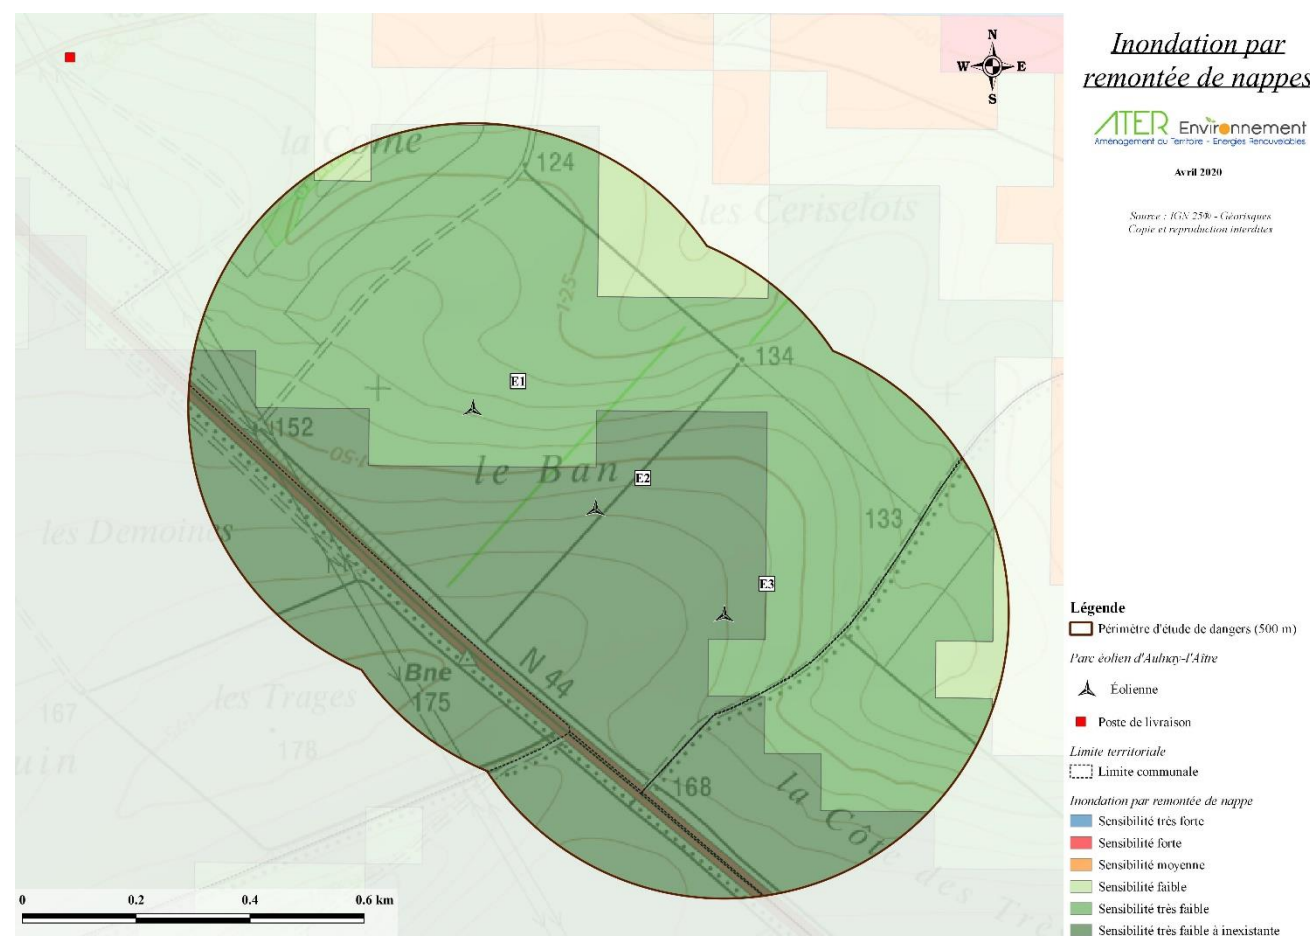 Inondation par
remontée de nappes
ATER Environnement
Aménagement du Territoire - Energies Renouvelables
Avril 2020
Source : IGN 25® - Géorisques
Copie et reproduction interdites
N
W E
S
la Come
124
les Ceriselots
125
134
E1
152
150
le Ban
E2
les Demoines
133
E3
N 44
Bne
175
les Trages
167
178
uin
168
la Côte des Trè
0 0.2 0.4 0.6 km
Légende
Périmètre d'étude de dangers (500 m)
Parc éolien d'Aulnay-l'Aître
Éolienne
Poste de livraison
Limite territoriale
Limite communale
Inondation par remontée de nappe
Sensibilité très forte
Sensibilité forte
Sensibilité moyenne
Sensibilité faible
Sensibilité très faible
Sensibilité très faible à inexistante